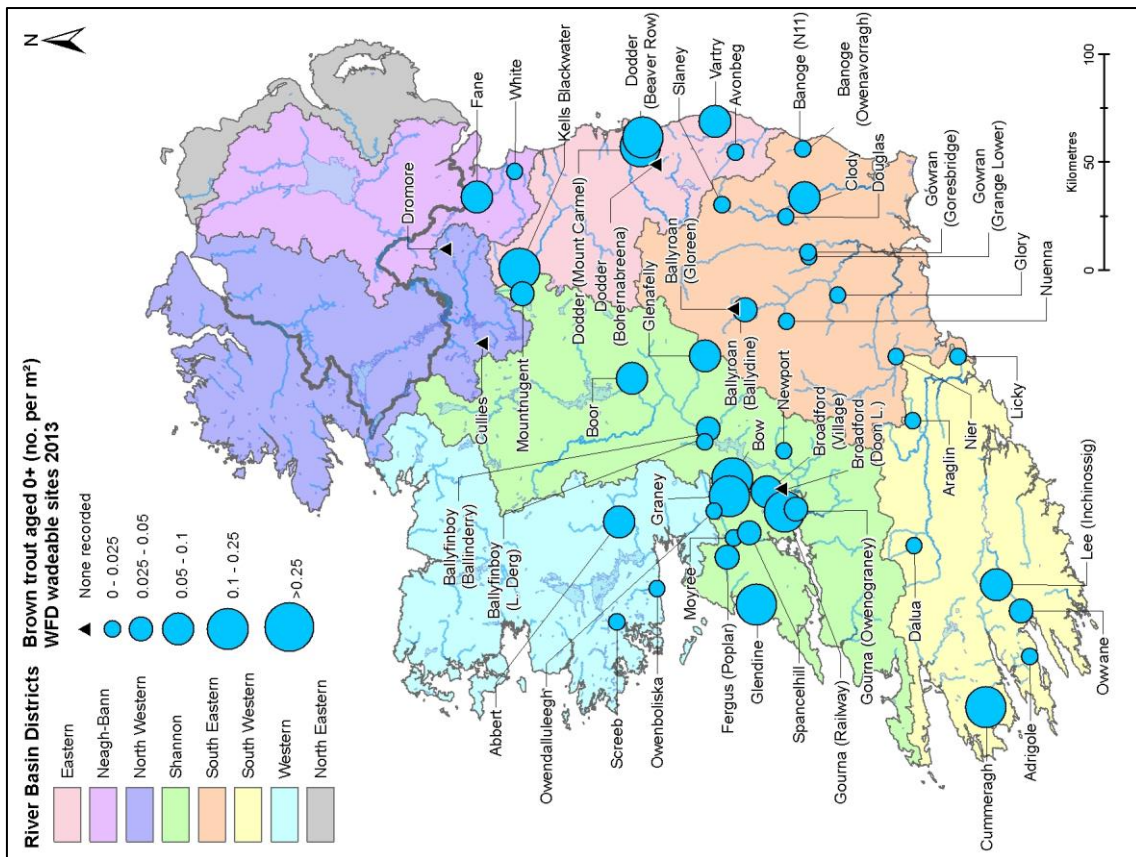 River Basin Districts
Eastern
Neagh-Bann
North Western
Shannon
South Eastern
South Western
Western
North Eastern
Brown trout aged 0+ (no. per m²)
WFD wadeable sites 2013
None recorded
0 - 0.025
0.025 - 0.05
0.05 - 0.1
0.1 - 0.25
>0.25
N
Dromore
Fane
White
Kells Blackwater
Cullies
Mountnugent
Dodder (Mount Carmel)
Dodder
(Bohernabreena)
Dodder
(Beaver Row)
Slaney
Vartry
Avonbeg
Banoge (N11)
Banoge
(Owenavorragh)
Clody
Douglas
Gowran
(Goresbridge)
Gowran
(Grange Lower)
Glory
Nuenna
Ballyroan
(Gloreen)
Glenafelly
Bor
Ballyroan
(Ballydine)
Bow
Newport
Broadford
(Village)
Broadford
(Doon L.)
Licky
Nier
Araglin
Ballyfinboy
(Ballinderry)
Ballyfinboy
(L. Derg)
Graney
Moyree
Abbert
Owendalluleegh
Screeb
Owenboliska
Fergus (Poplar)
Glendine
Spancelhill
Gourna (Railway)
Gourna (Owenograney)
Dalua
Lee (Inchinossig)
Owvane
Adrigole
Cummeragh
0
50
100
Kilometres